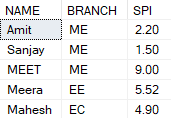 NAME BRANCH SPI
Amit ME 2.20
Sanjay ME 1.50
MEET ME 9.00
Meera EE 5.52
Mahesh EC 4.90